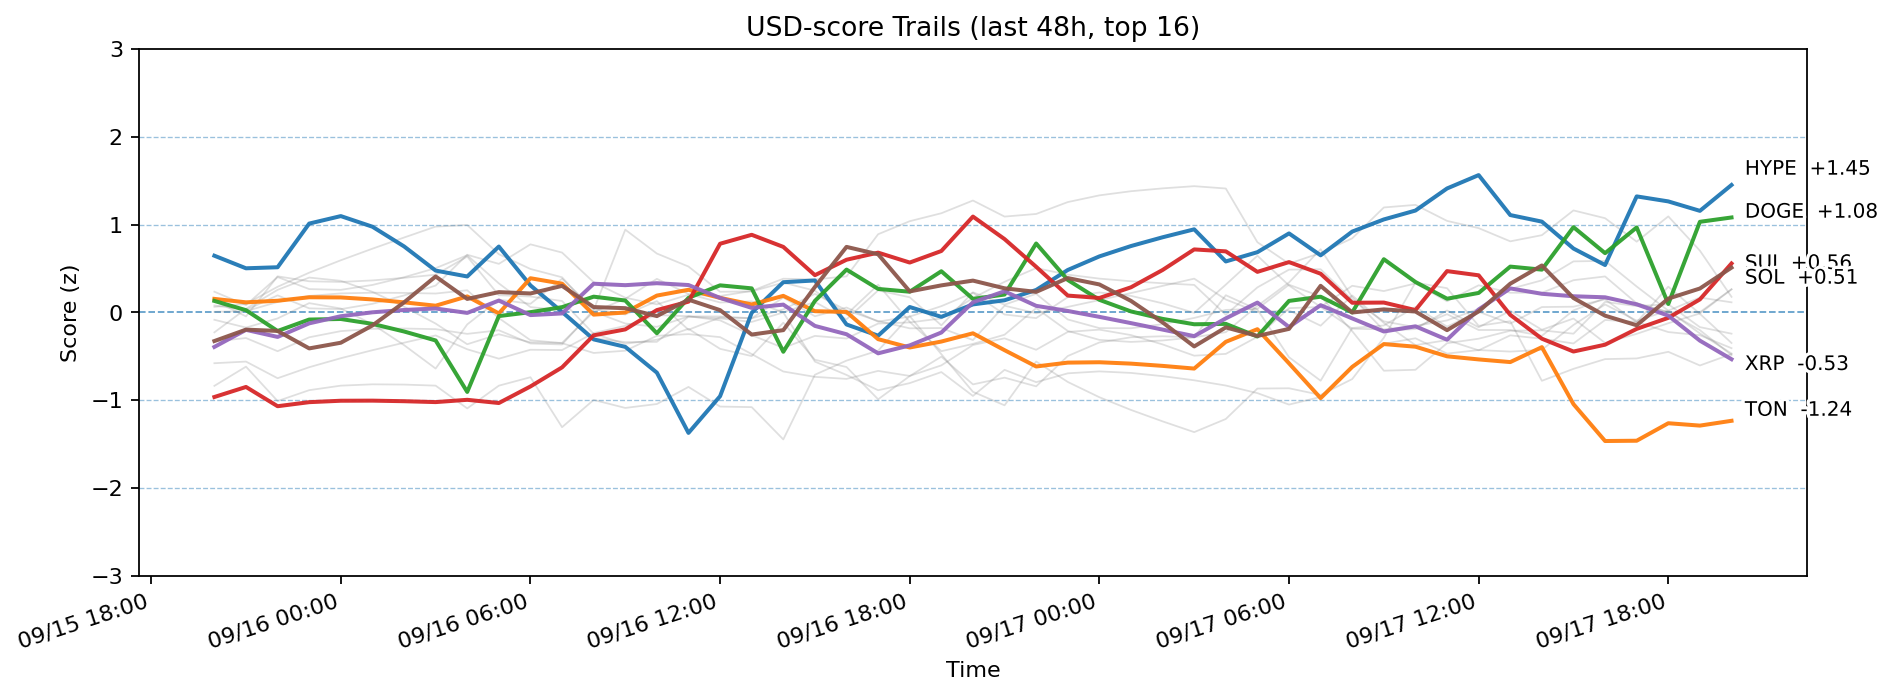 USD-score Trails (last 48h, top 16)
Score (z)
3
2
1
0
−1
−2
−3
HYPE +1.45
DOGE +1.08
+0.56
SOL +0.51
XRP -0.53
TON -1.24
09/15 18:00
09/16 00:00
09/16 06:00
09/16 12:00
09/16 18:00
09/17 00:00
09/17 06:00
09/17 12:00
09/17 18:00
Time